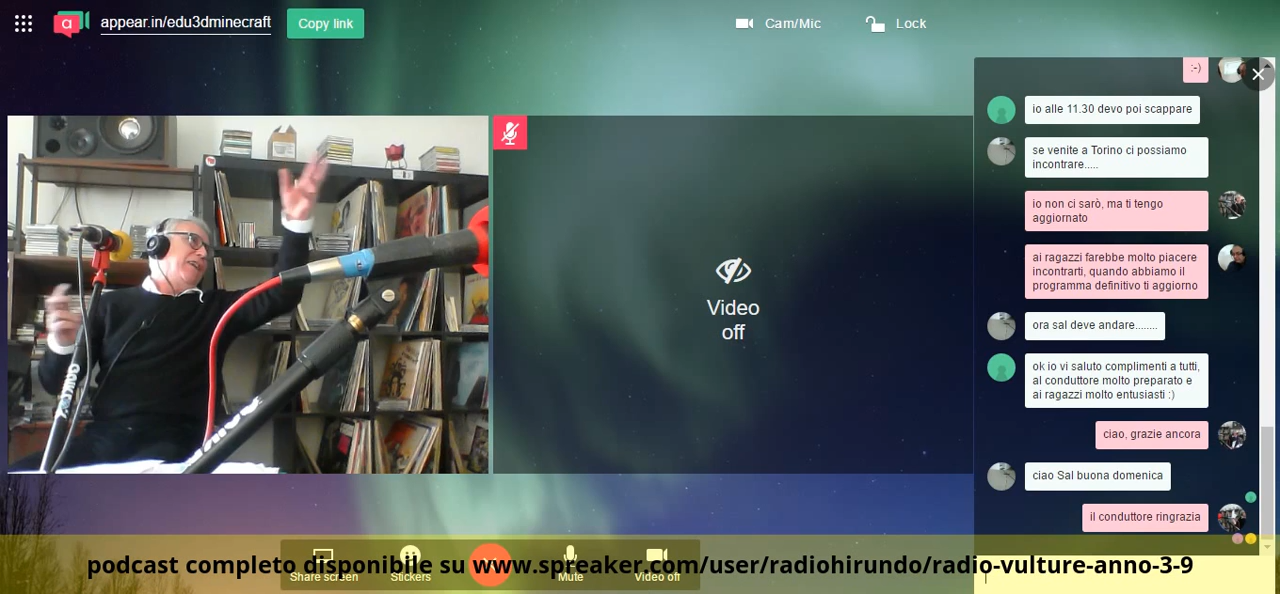 appear.in/edu3dminecraft
Copy link
Cam/Mic
Lock
:-)
io alle 11.30 devo poi scappare
se venite a Torino ci possiamo
incontrare.....
io non ci sarò, ma ti tengo
aggiornato
ai ragazzi farebbe molto piacere
incontrarti, quando abbiamo il
programma definitivo ti aggiorno
ora sal deve andare........
ok io vi saluto complimenti a tutti,
al conduttore molto preparato e
ai ragazzi molto entusiasti :)
ciao, grazie ancora
ciao Sal buona domenica
il conduttore ringrazia
Video
off
podcast completo disponibile su www.spreaker.com/user/radiohirundo/radio-vulture-anno-3-9
Share screen
Stickers
Mute
Video off